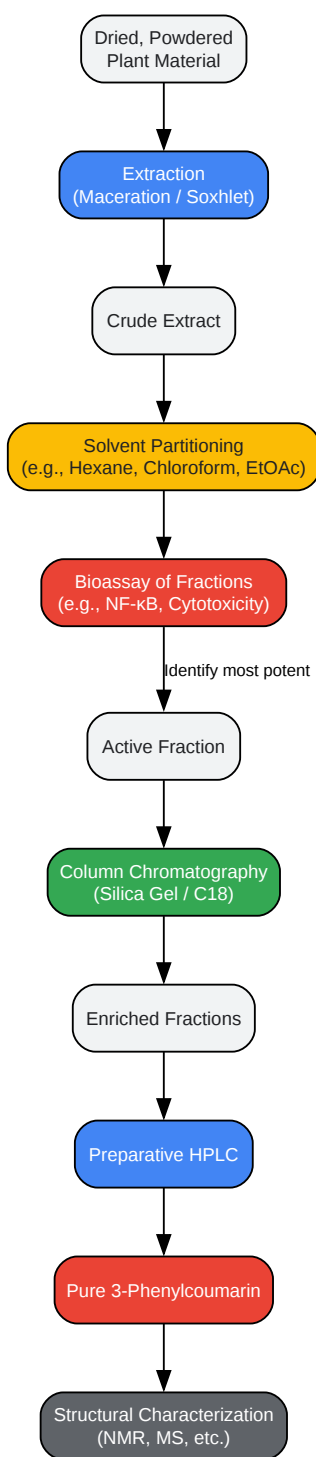 Dried, Powdered
Plant Material
Extraction
(Maceration / Soxhlet)
Crude Extract
Solvent Partitioning
(e.g., Hexane, Chloroform, EtOAc)
Bioassay of Fractions
(e.g., NF-κB, Cytotoxicity)
Identify most potent
Active Fraction
Column Chromatography
(Silica Gel / C18)
Enriched Fractions
Preparative HPLC
Pure 3-Phenylcoumarin
Structural Characterization
(NMR, MS, etc.)